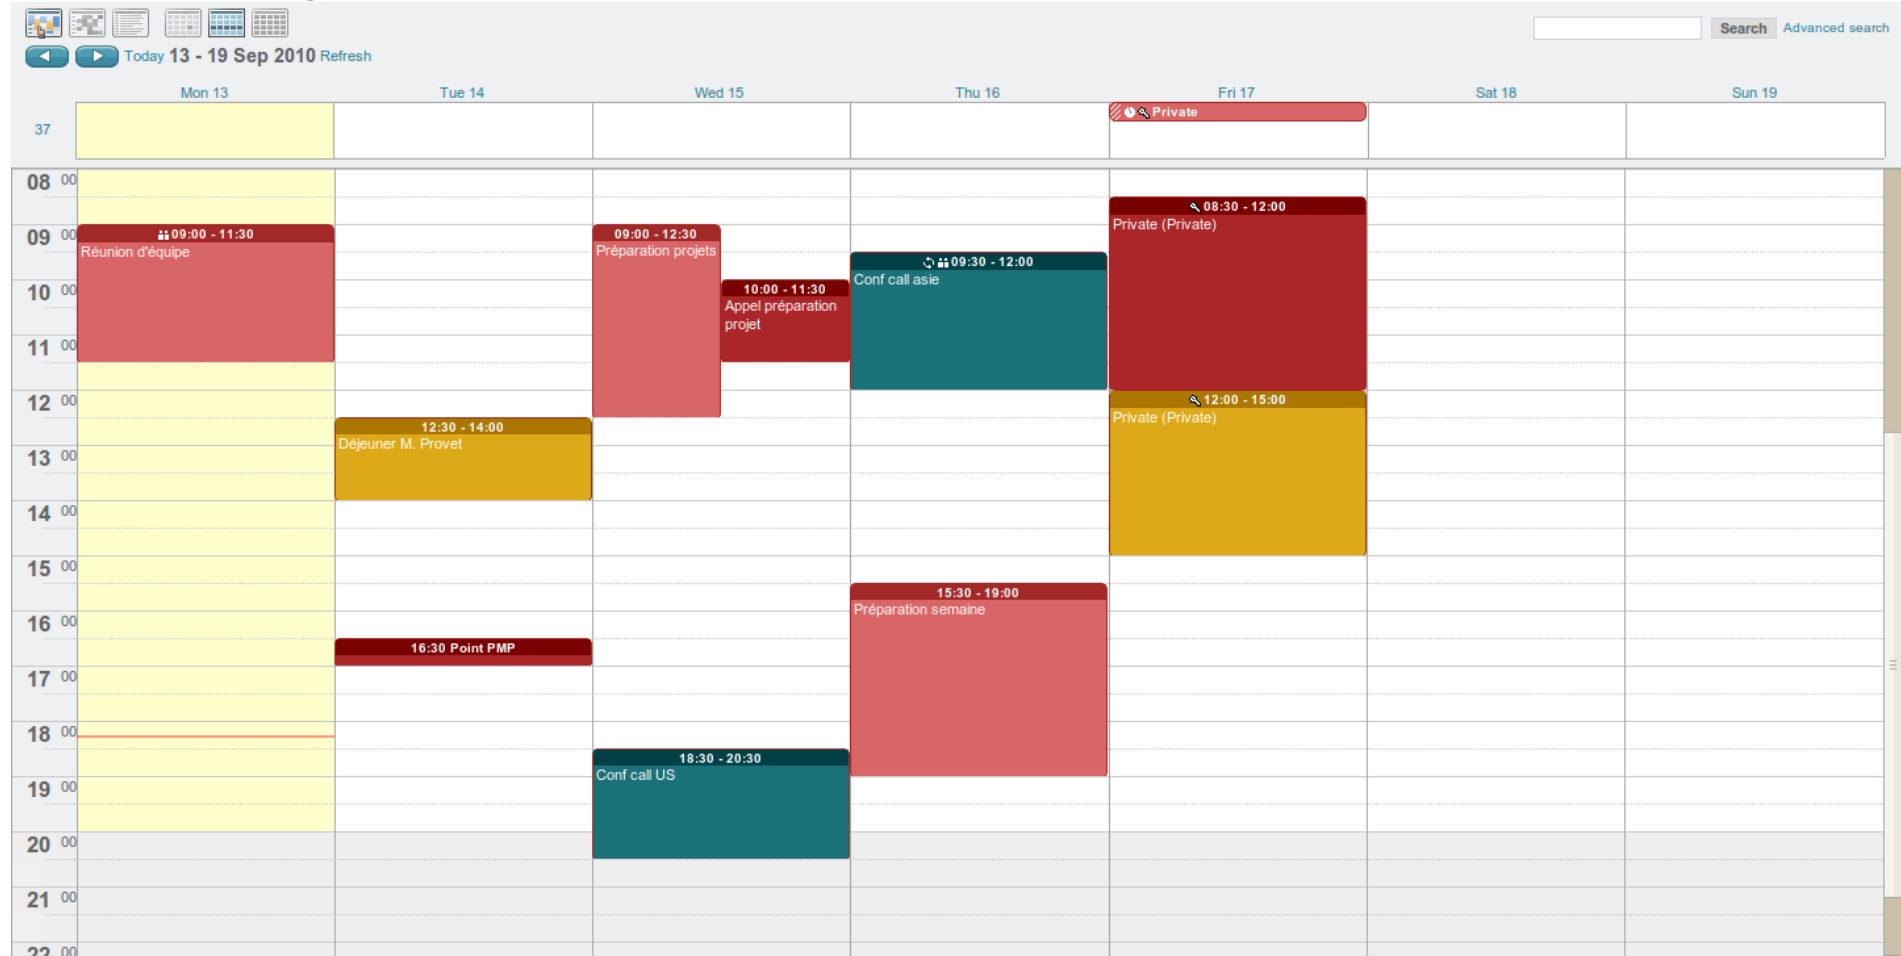 Search Advanced search
Today 13 - 19 Sep 2010 Refresh
Mon 13 Tue 14 Wed 15 Thu 16 Fri 17 Sat 18 Sun 19
37
Private
08 00
09 00
10 00
11 00
12 00
13 00
14 00
15 00
16 00
17 00
18 00
19 00
20 00
21 00
22 00
09:00 - 11:30
Réunion d'équipe
12:30 - 14:00
Déjeuner M. Provet
16:30 Point PMP
09:00 - 12:30
Préparation projets
10:00 - 11:30
Appel préparation
projet
18:30 - 20:30
Conf call US
09:30 - 12:00
Conf call asie
15:30 - 19:00
Préparation semaine
08:30 - 12:00
Private (Private)
12:00 - 15:00
Private (Private)